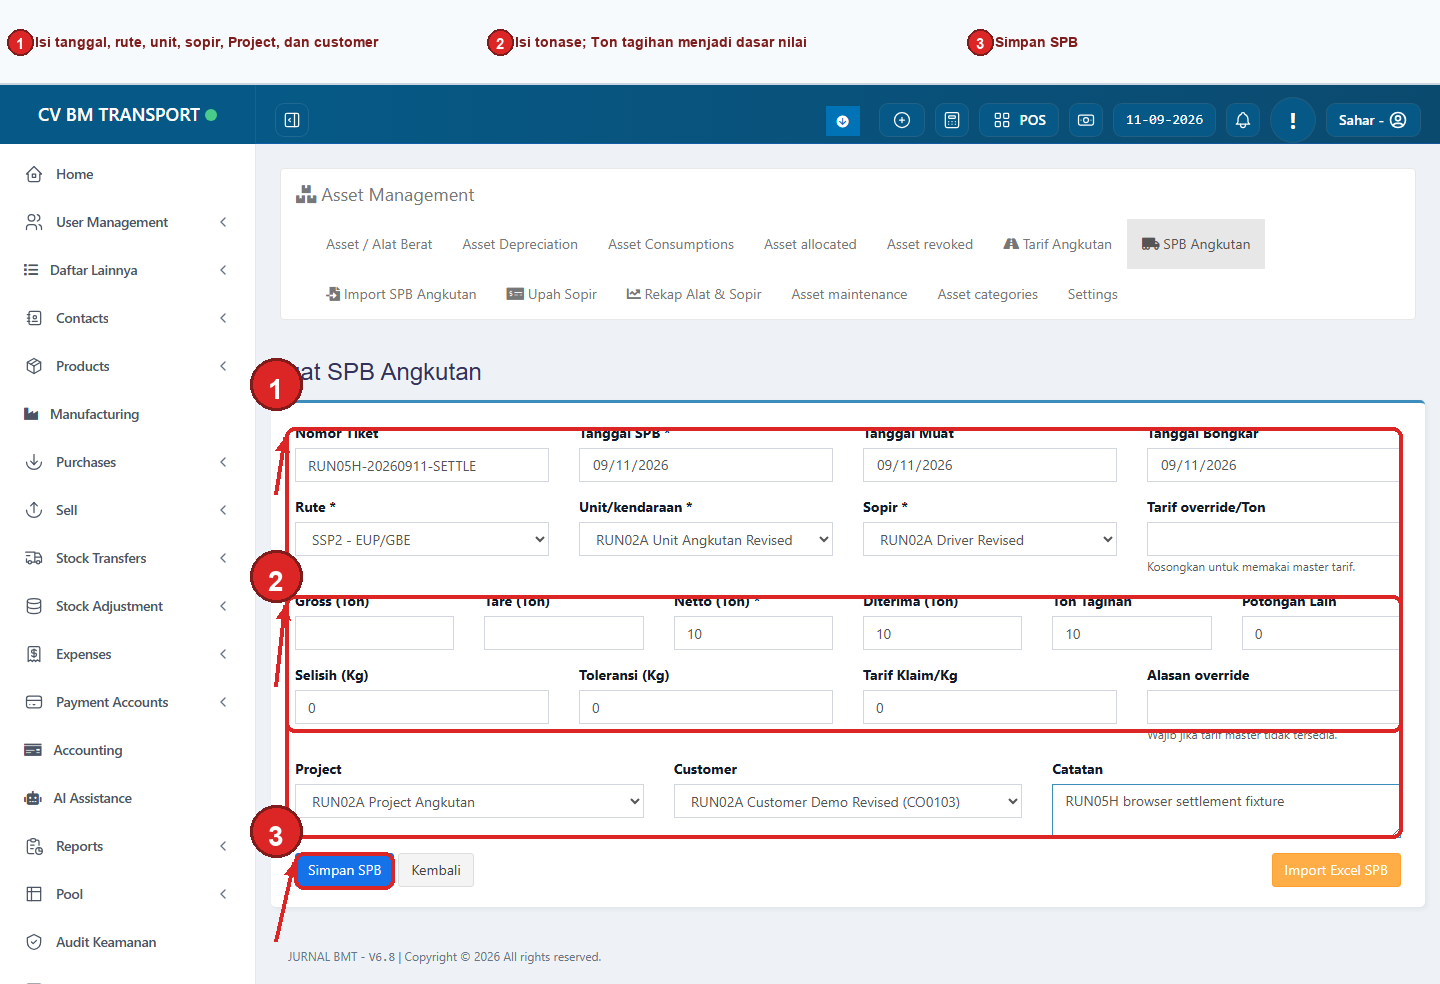 1 Isi tanggal, rute, unit, sopir, Project, dan customer
2 Isi tonase; Ton tagihan menjadi dasar nilai
3 Simpan SPB
CV BM TRANSPORT
POS
11-09-2026
Sahar -
Home
User Management
Daftar Lainnya
Contacts
Products
Manufacturing
Purchases
Sell
Stock Transfers
Stock Adjustment
Expenses
Payment Accounts
Accounting
AI Assistance
Reports
Pool
Audit Keamanan
Asset Management
Asset / Alat Berat
Asset Depreciation
Asset Consumptions
Asset allocated
Asset revoked
Tarif Angkutan
SPB Angkutan
Import SPB Angkutan
Upah Sopir
Rekap Alat & Sopir
Asset maintenance
Asset categories
Settings
1
at SPB Angkutan
Nomor Tiket
Tanggal SPB *
Tanggal Muat
Tanggal Bongkar
RUN05H-20260911-SETTLE
09/11/2026
09/11/2026
09/11/2026
Rute *
Unit/kendaraan *
Sopir *
Tarif override/Ton
SSP2 - EUP/GBE
RUN02A Unit Angkutan Revised
RUN02A Driver Revised
Kosongkan untuk memakai master tarif.
2
Gross (Ton)
Tare (Ton)
Netto (Ton) *
Diterima (Ton)
Ton Tagihan
Potongan Lain
10
10
10
0
Selisih (Kg)
Toleransi (Kg)
Tarif Klaim/Kg
Alasan override
0
0
0
Wajib jika tarif master tidak tersedia.
Project
Customer
Catatan
RUN02A Project Angkutan
RUN02A Customer Demo Revised (CO0103)
RUN05H browser settlement fixture
3
Simpan SPB
Kembali
Import Excel SPB
JURNAL BMT - V6.8 | Copyright © 2026 All rights reserved.